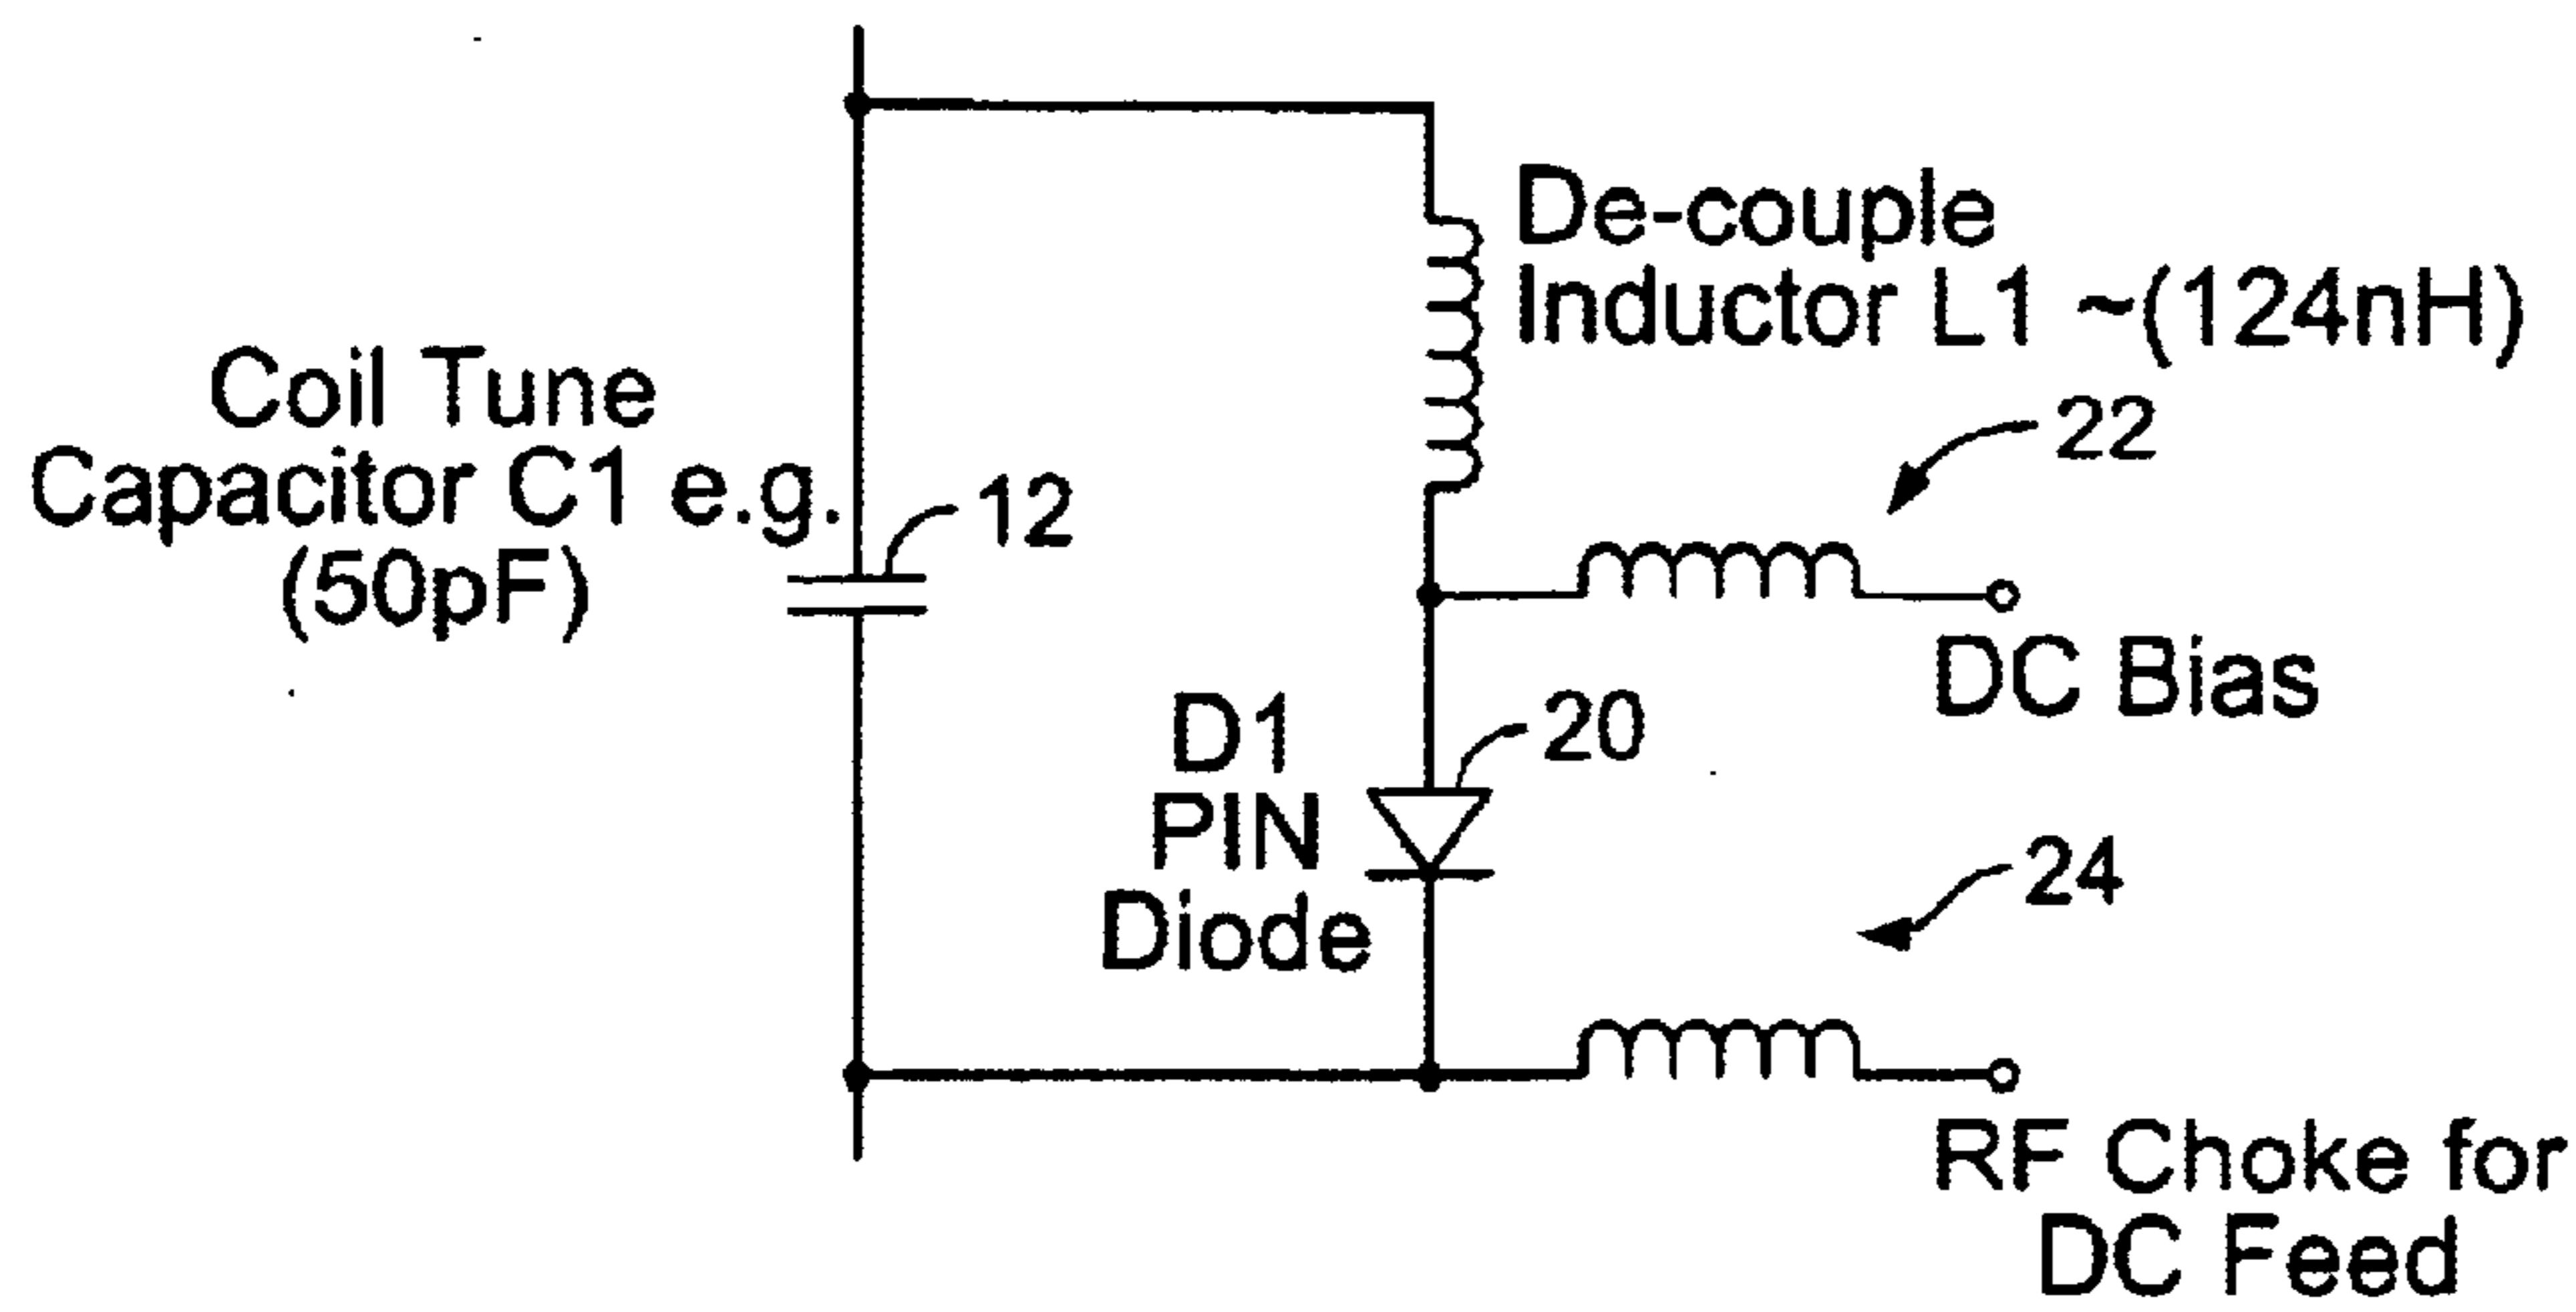 De-couple
Inductor L1 ~(124nH)
Coil Tune
Capacitor C1 e.g.
(50pF)
12
22
DC Bias
D1
PIN
Diode
20
24
RF Choke for
DC Feed